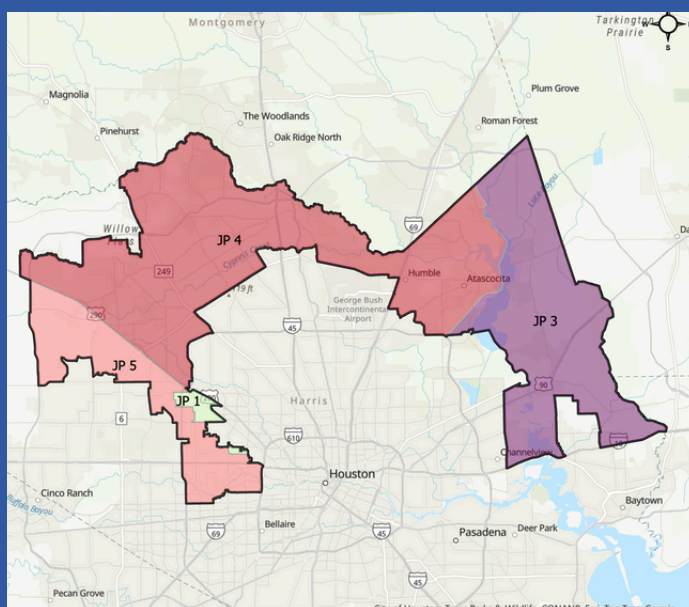 Montgomery
Tarkington
Prairie
W
S
Magnolia
Plum Grove
The Woodlands
Roman Forest
Pinehurst
Oak Ridge North
Willow
JP 4
69
Humble
Atascocita
249
George Bush
Intercontinental
Airport
290
45
JP 3
JP 5
90
JP 1
Harris
6
610
Channelview
Houston
Cinco Ranch
Baytown
Buffalo Bayou
Bellaire
69
45
Deer Park
Pasadena
45
Pecan Grove